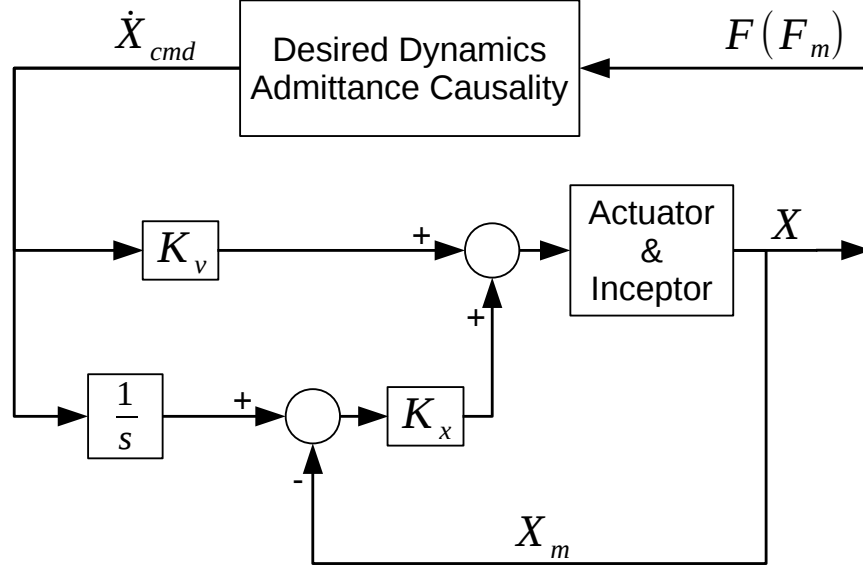 Ẋ_cmd
Desired Dynamics
Admittance Causality
F(F_m)
K_v
+
+
Actuator
&
Inceptor
X
1/s
+
-
K_x
X_m